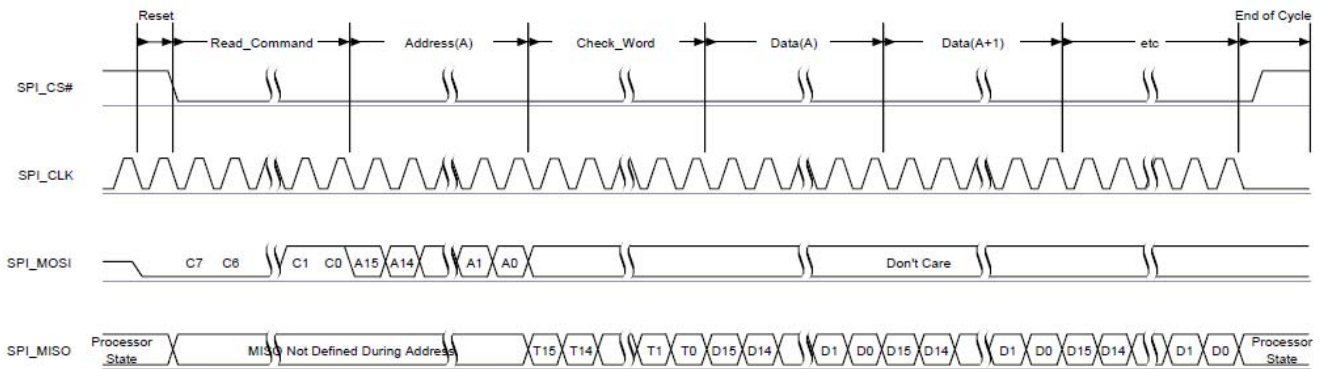 Reset
End of Cycle
Read_Command
Address(A)
Check_Word
Data(A)
Data(A+1)
etc
SPI_CS#
SPI_CLK
SPI_MOSI
C7 C6 C1 C0 A15 A14 A1 A0 Don't Care
SPI_MISO
Processor
State
MISO Not Defined During Address
T15 T14 T1 T0 D15 D14 D1 D0 D15 D14 D1 D0 D15 D14 D1 D0
Processor
State